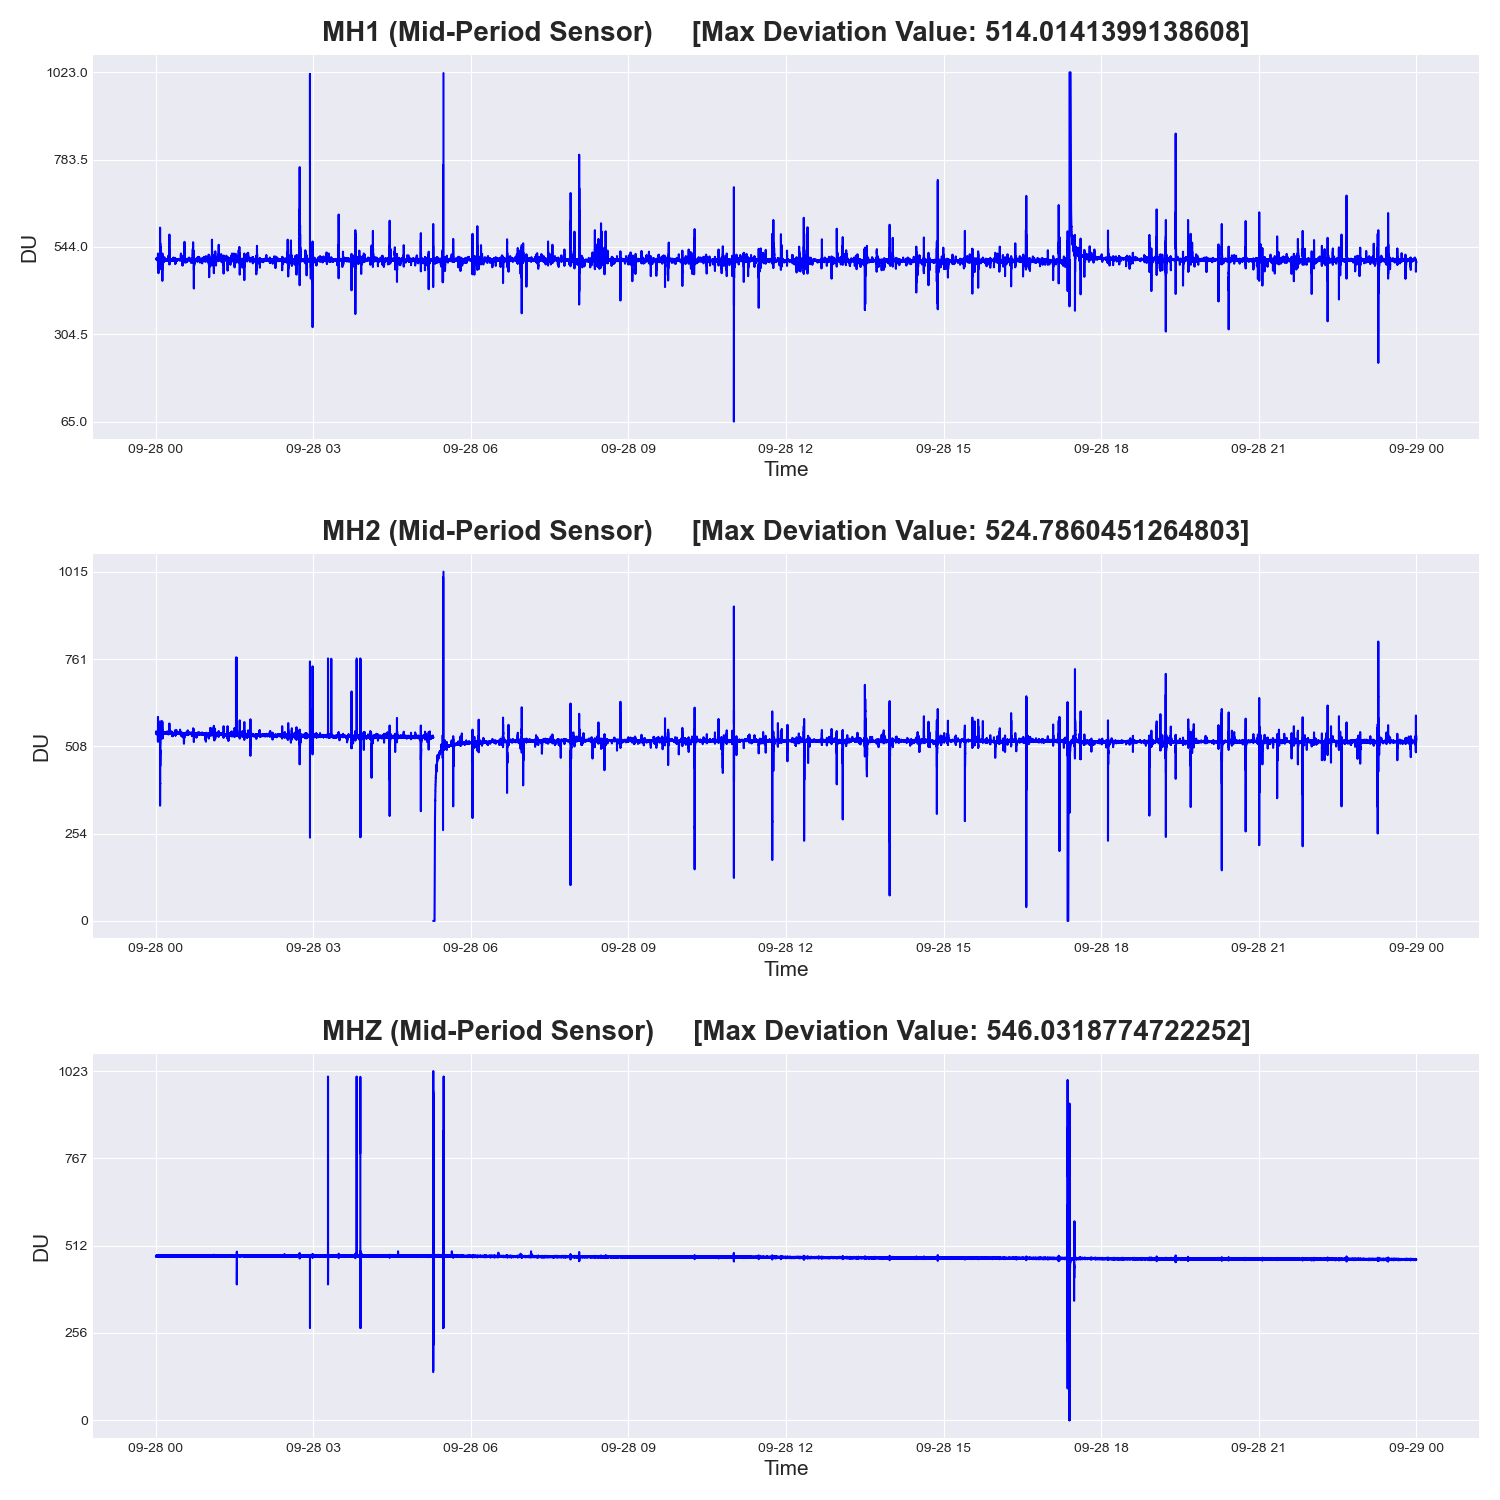 MH1 (Mid-Period Sensor) [Max Deviation Value: 514.0141399138608]
1023.0
783.5
544.0
304.5
65.0
DU
09-28 00 09-28 03 09-28 06 09-28 09 09-28 12 09-28 15 09-28 18 09-28 21 09-29 00
Time
MH2 (Mid-Period Sensor) [Max Deviation Value: 524.7860451264803]
1015
761
508
254
0
DU
09-28 00 09-28 03 09-28 06 09-28 09 09-28 12 09-28 15 09-28 18 09-28 21 09-29 00
Time
MHZ (Mid-Period Sensor) [Max Deviation Value: 546.0318774722252]
1023
767
512
256
0
DU
09-28 00 09-28 03 09-28 06 09-28 09 09-28 12 09-28 15 09-28 18 09-28 21 09-29 00
Time